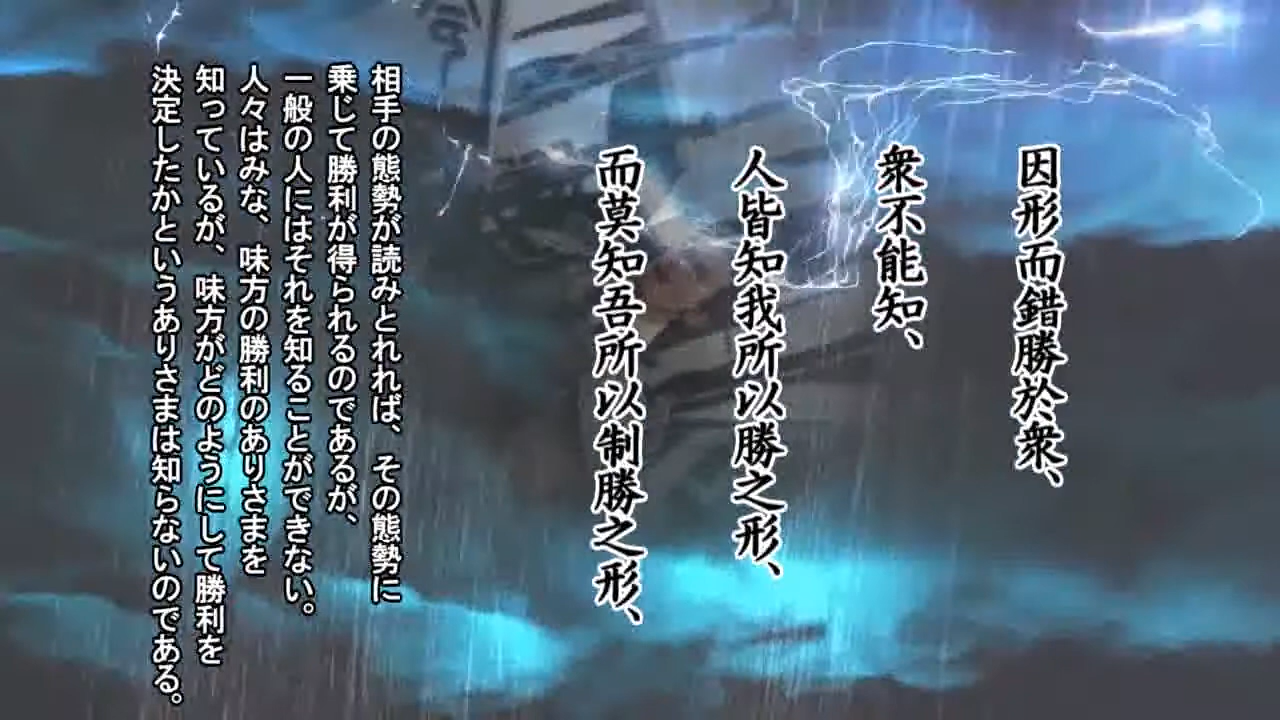 因形而錯勝於衆、
衆不能知、
人皆知我所以勝之形、
而莫知吾所以制勝之形、
相手の態勢が読みとれれば、その態勢に
乗じて勝利が得られるのであるが、
一般の人にはそれを知ることができない。
人々はみな、味方の勝利のありさまを
知っているが、味方がどのようにして勝利を
決定したかというありさまは知らないのである。